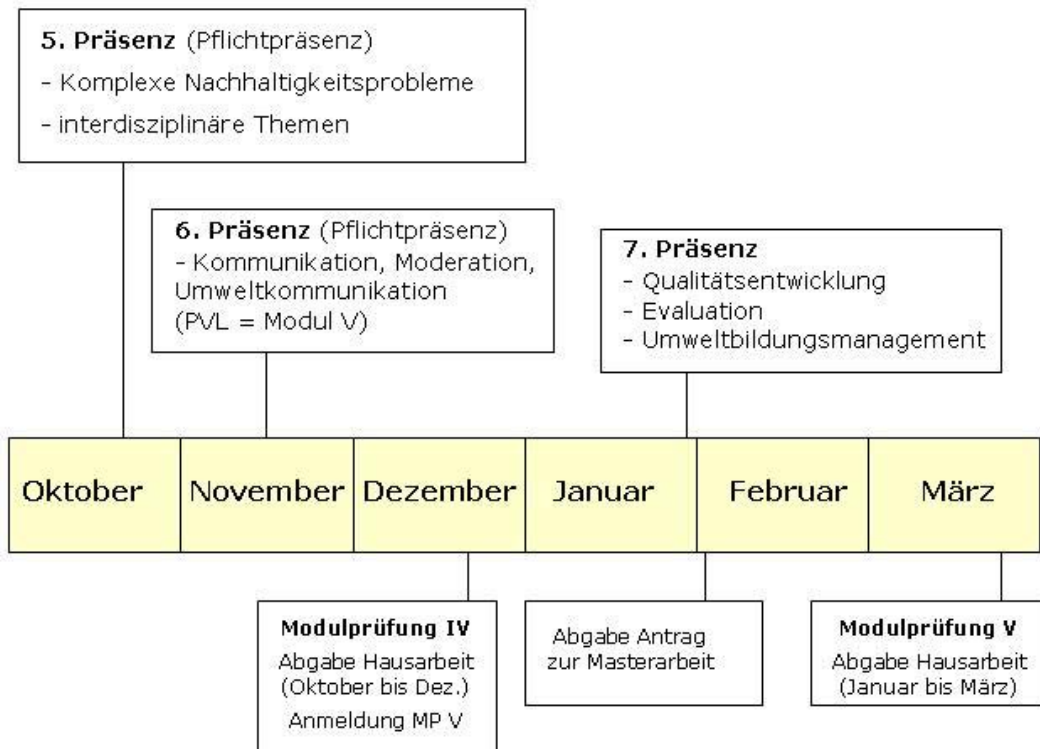 5. Präsenz (Pflichtpräsenz)
- Komplexe Nachhaltigkeitsprobleme
- interdisziplinäre Themen
6. Präsenz (Pflichtpräsenz)
- Kommunikation, Moderation,
Umweltkommunikation
(PVL = Modul V)
7. Präsenz
- Qualitätsentwicklung
- Evaluation
- Umweltbildungsmanagement
Oktober
November
Dezember
Januar
Februar
März
Modulprüfung IV
Abgabe Hausarbeit
(Oktober bis Dez.)
Anmeldung MP V
Abgabe Antrag
zur Masterarbeit
Modulprüfung V
Abgabe Hausarbeit
(Januar bis März)